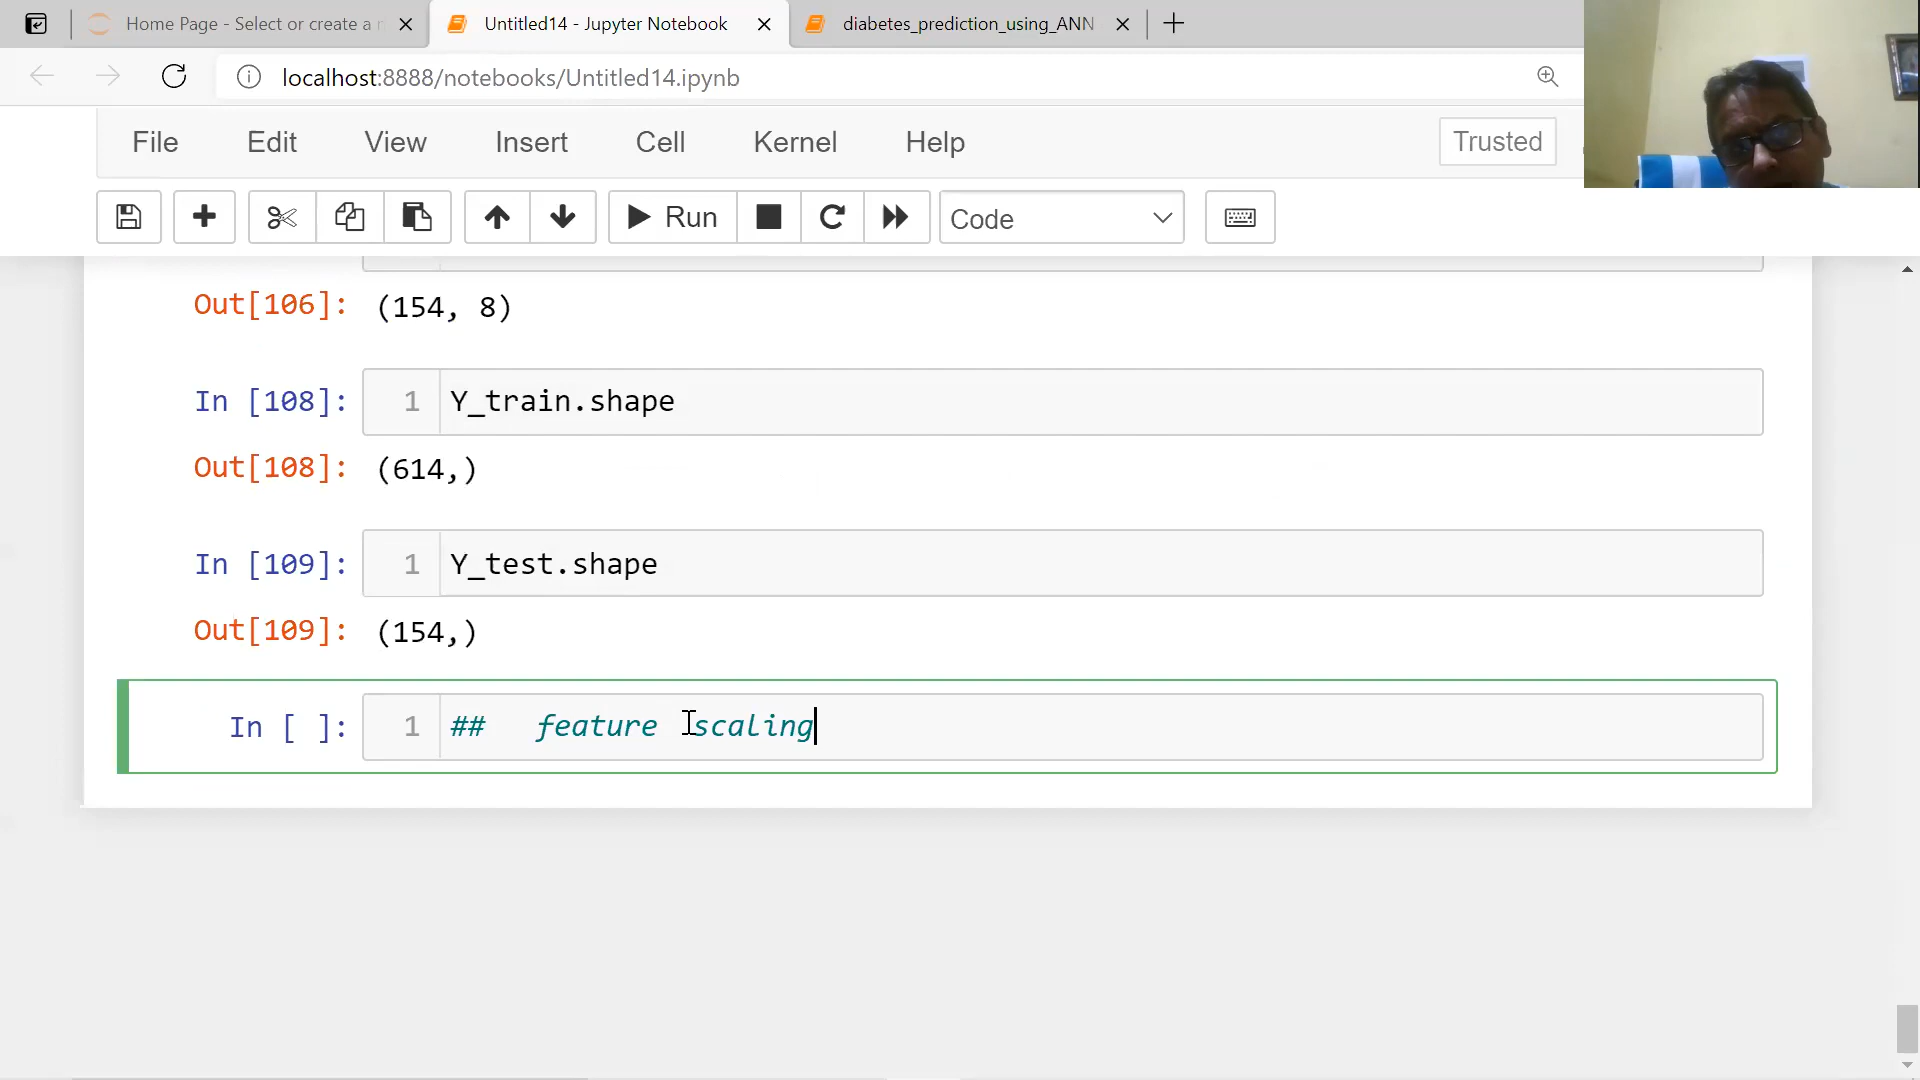 Home Page - Select or create a n
Untitled14 - Jupyter Notebook
diabetes_prediction_using_ANN
localhost:8888/notebooks/Untitled14.ipynb
File Edit View Insert Cell Kernel Help Trusted
Run Code
Out[106]: (154, 8)
In [108]: 1 Y_train.shape
Out[108]: (614,)
In [109]: 1 Y_test.shape
Out[109]: (154,)
In [ ]: 1 ## feature scaling